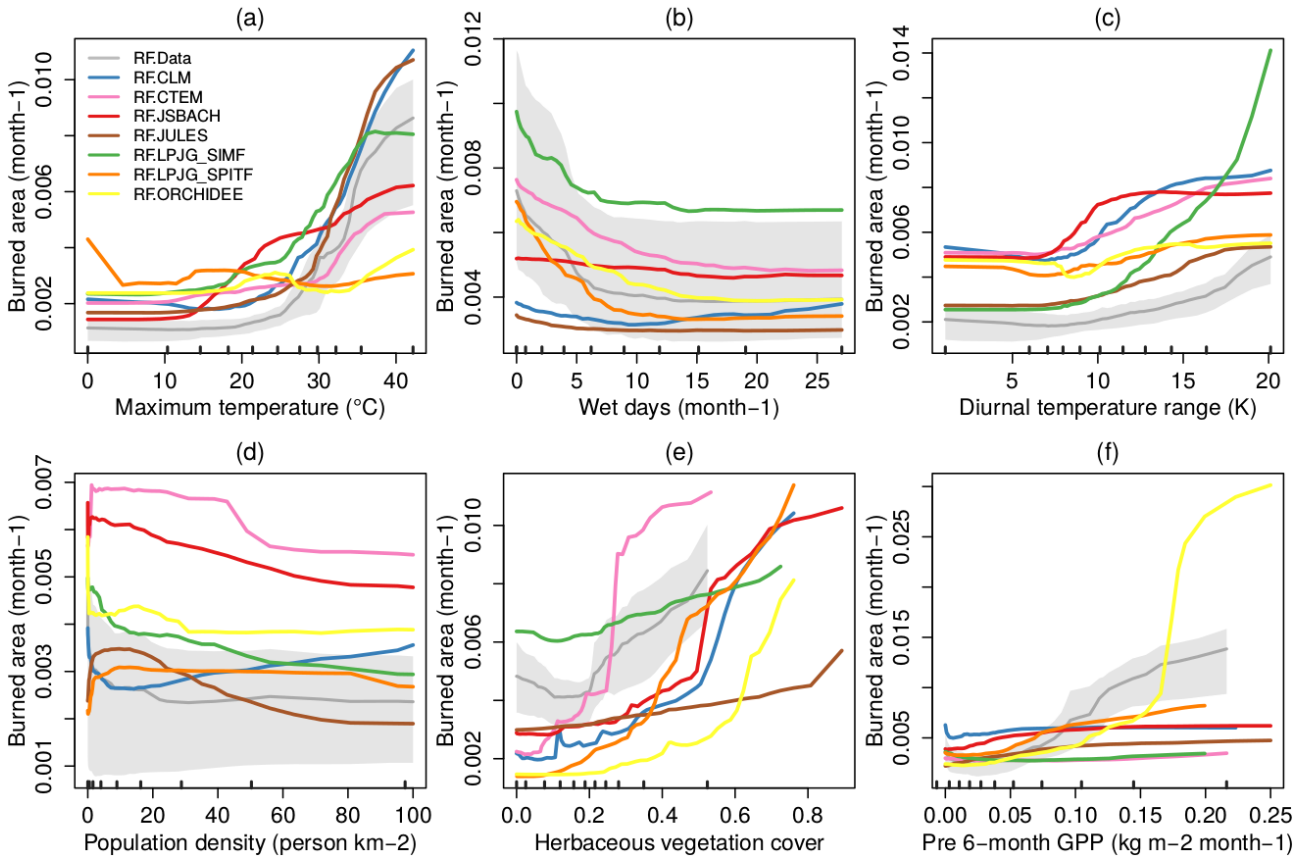 (a)
Burned area (month−1)
0.010
0.006
0.002
RF.Data
RF.CLM
RF.CTEM
RF.JSBACH
RF.JULES
RF.LPJG_SIMF
RF.LPJG_SPITF
RF.ORCHIDEE
0 10 20 30 40
Maximum temperature (°C)
(b)
Burned area (month−1)
0.012
0.008
0.004
0 5 10 15 20 25
Wet days (month−1)
(c)
Burned area (month−1)
0.014
0.010
0.006
0.002
5 10 15 20
Diurnal temperature range (K)
(d)
Burned area (month−1)
0.007
0.005
0.003
0.001
0 20 40 60 80 100
Population density (person km−2)
(e)
Burned area (month−1)
0.010
0.006
0.002
0.0 0.2 0.4 0.6 0.8
Herbaceous vegetation cover
(f)
Burned area (month−1)
0.025
0.015
0.005
0.00 0.05 0.10 0.15 0.20 0.25
Pre 6−month GPP (kg m−2 month−1)